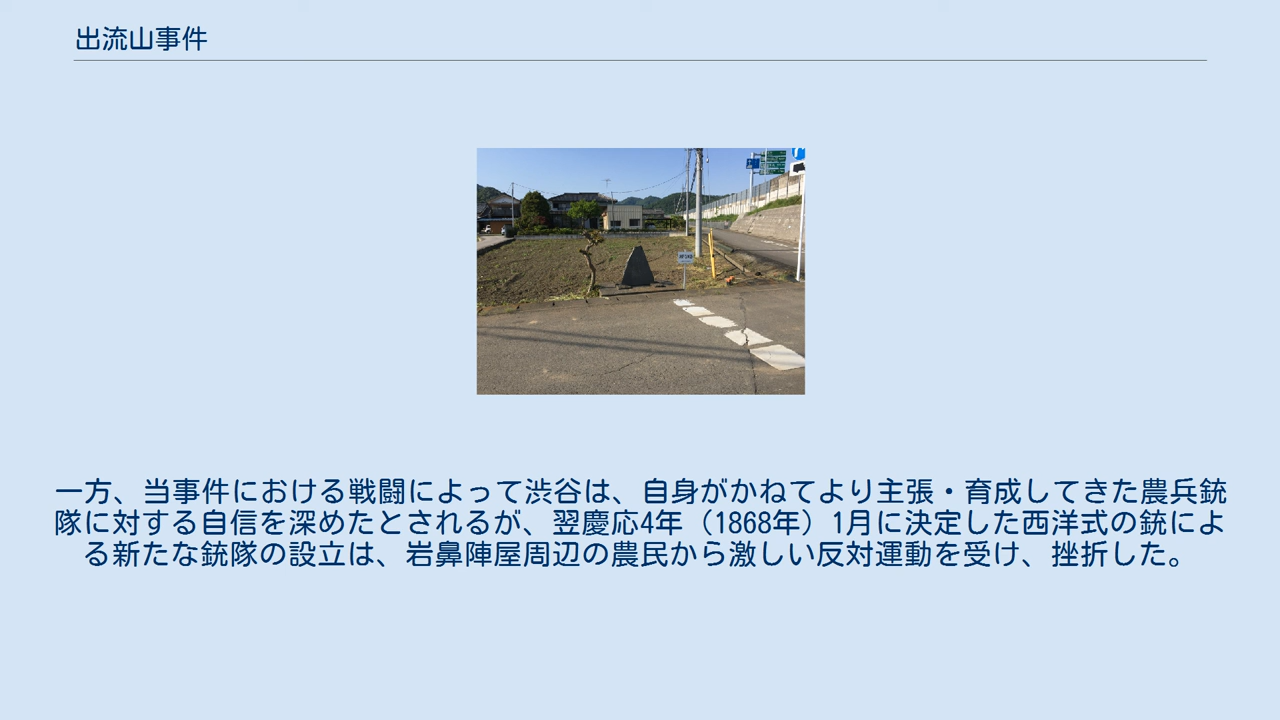 出流山事件
一方、当事件における戦闘によって渋谷は、自身がかねてより主張・育成してきた農兵銃
隊に対する自信を深めたとされるが、翌慶応4年（1868年）1月に決定した西洋式の銃によ
る新たな銃隊の設立は、岩鼻陣屋周辺の農民から激しい反対運動を受け、挫折した。